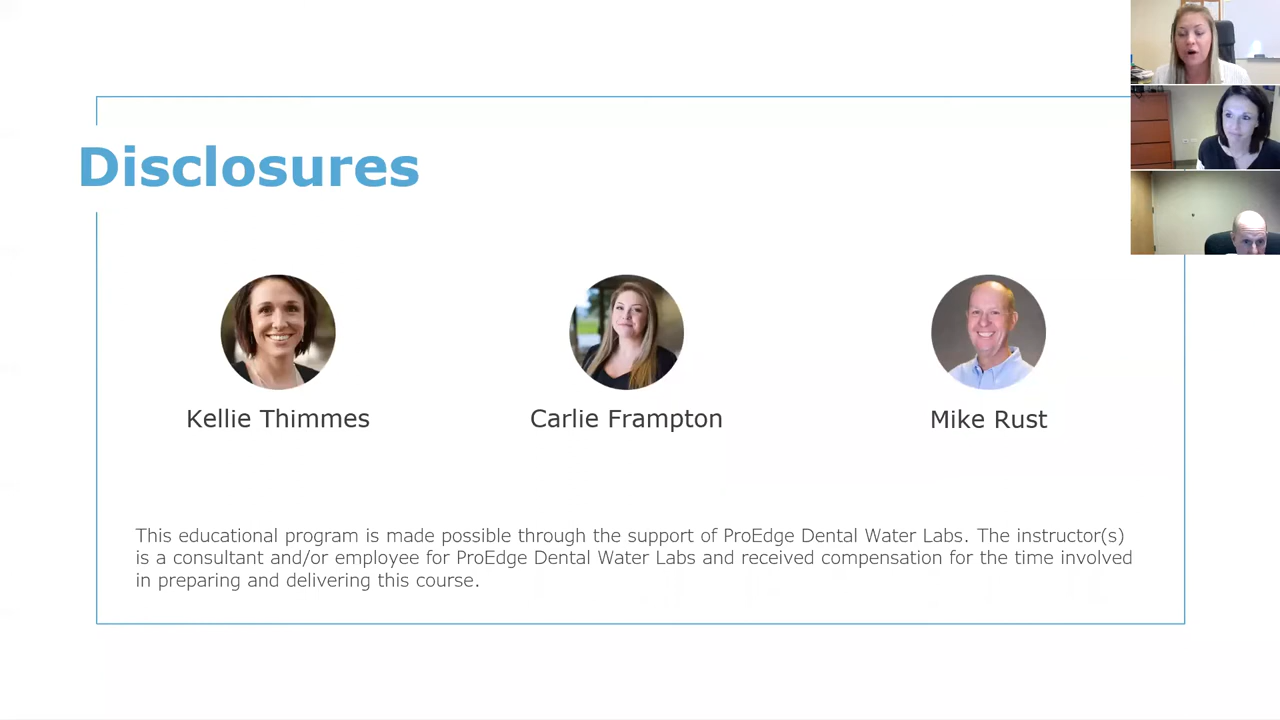 Disclosures
Kellie Thimmes
Carlie Frampton
Mike Rust
This educational program is made possible through the support of ProEdge Dental Water Labs. The instructor(s)
is a consultant and/or employee for ProEdge Dental Water Labs and received compensation for the time involved
in preparing and delivering this course.